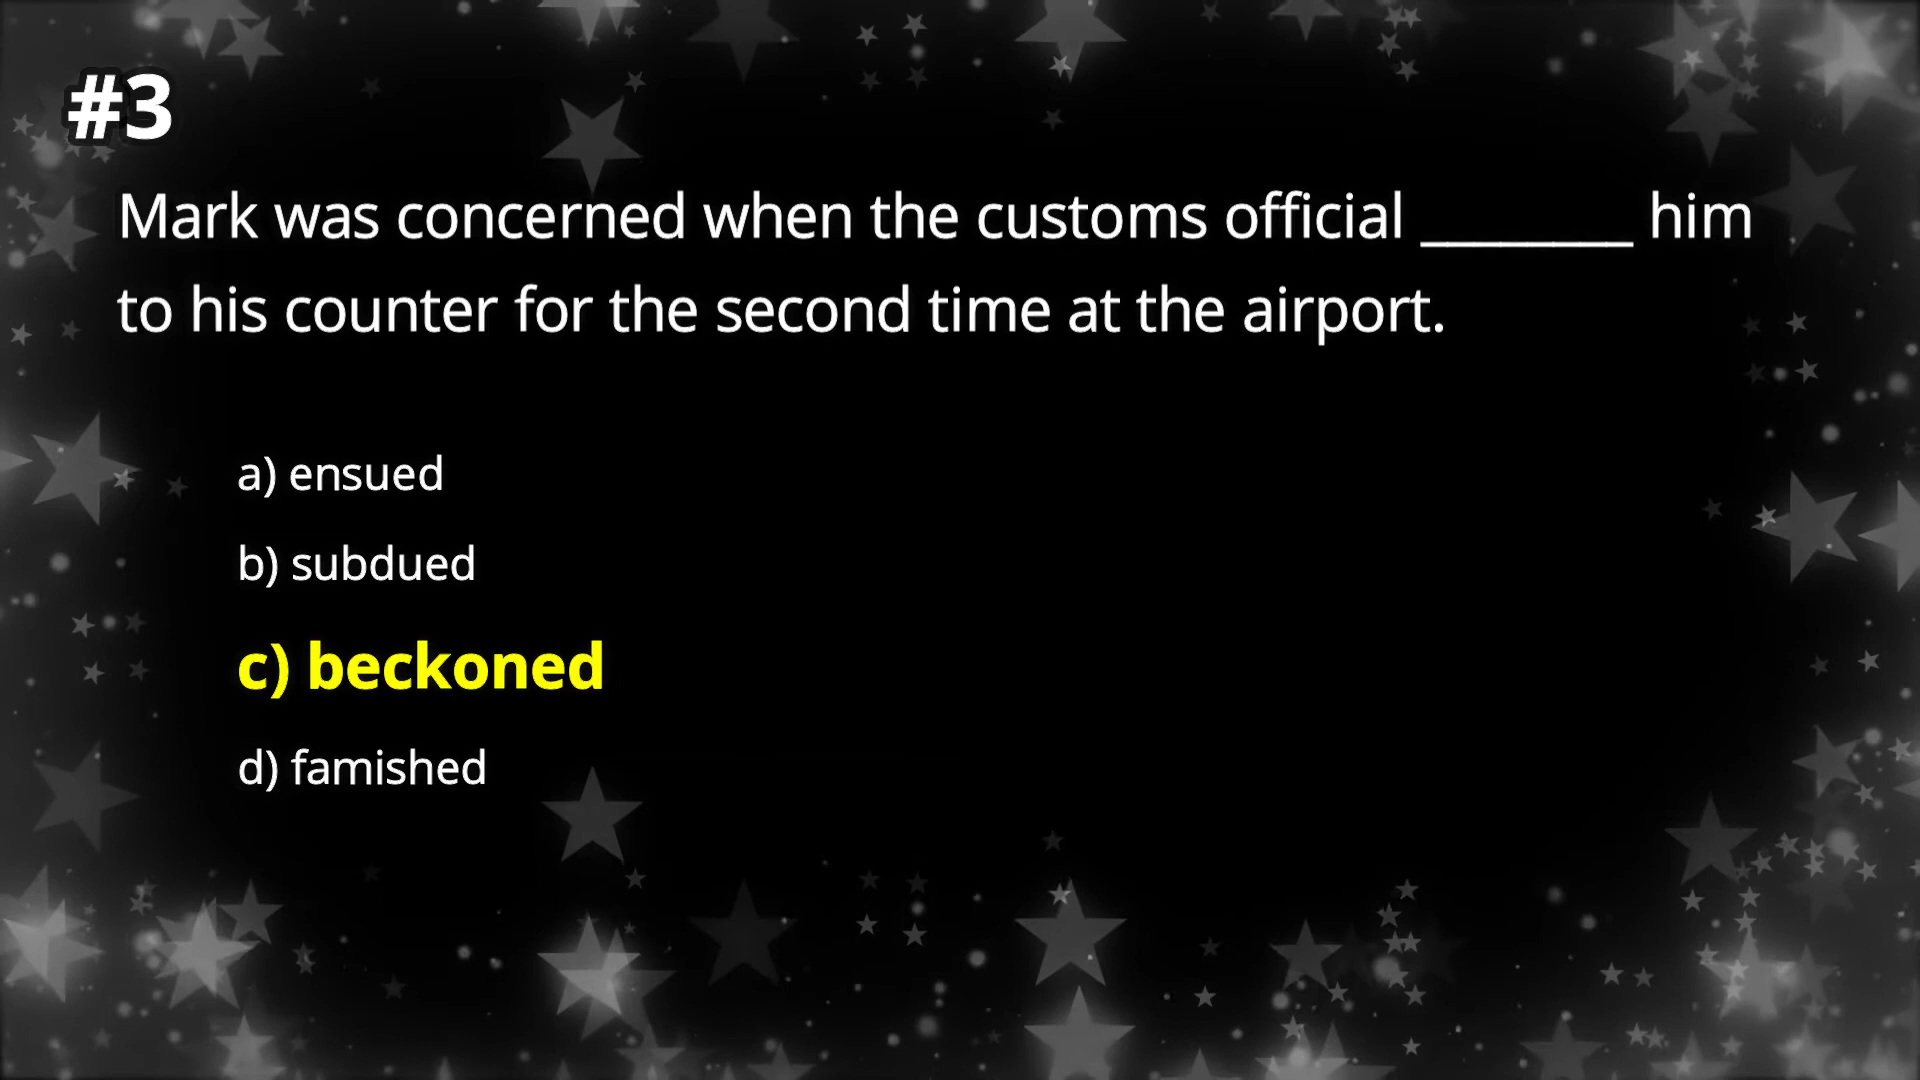 #3
Mark was concerned when the customs official ________ him
to his counter for the second time at the airport.
a) ensued
b) subdued
c) beckoned
d) famished